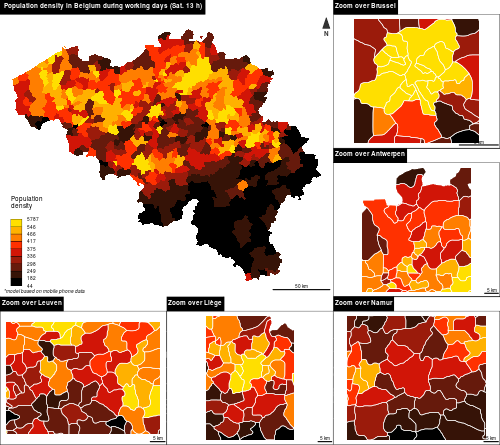 Population density in Belgium during working days (Sat. 13 h)
N
Population
density
5787
546
466
417
375
336
298
249
182
44
*model based on mobile phone data
50 km
Zoom over Brussel
Zoom over Antwerpen
5 km
Zoom over Leuven
5 km
Zoom over Liège
5 km
Zoom over Namur
5 km